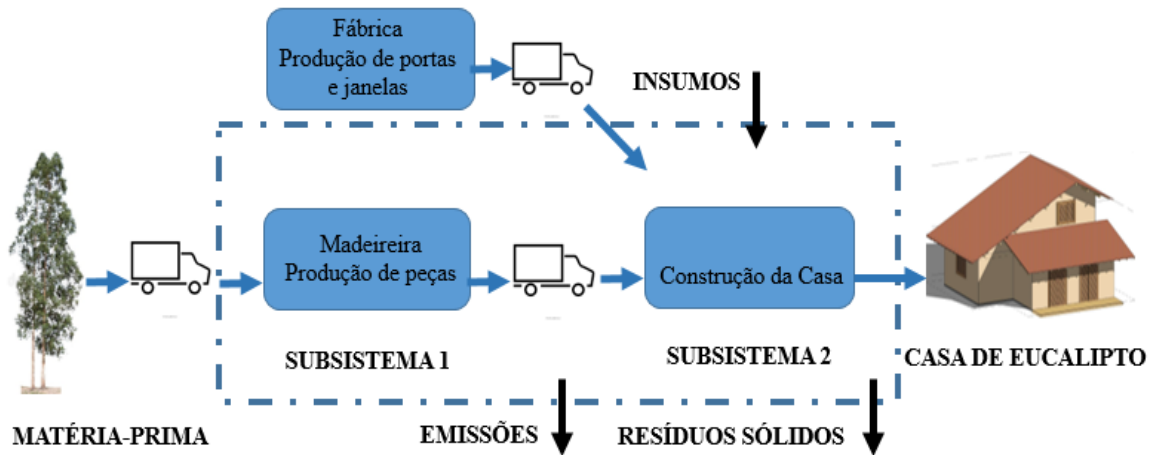 Fábrica
Produção de portas
e janelas
INSUMOS
Madeireira
Produção de peças
Construção da Casa
SUBSISTEMA 1
SUBSISTEMA 2
CASA DE EUCALIPTO
MATÉRIA-PRIMA
EMISSÕES
RESÍDUOS SÓLIDOS